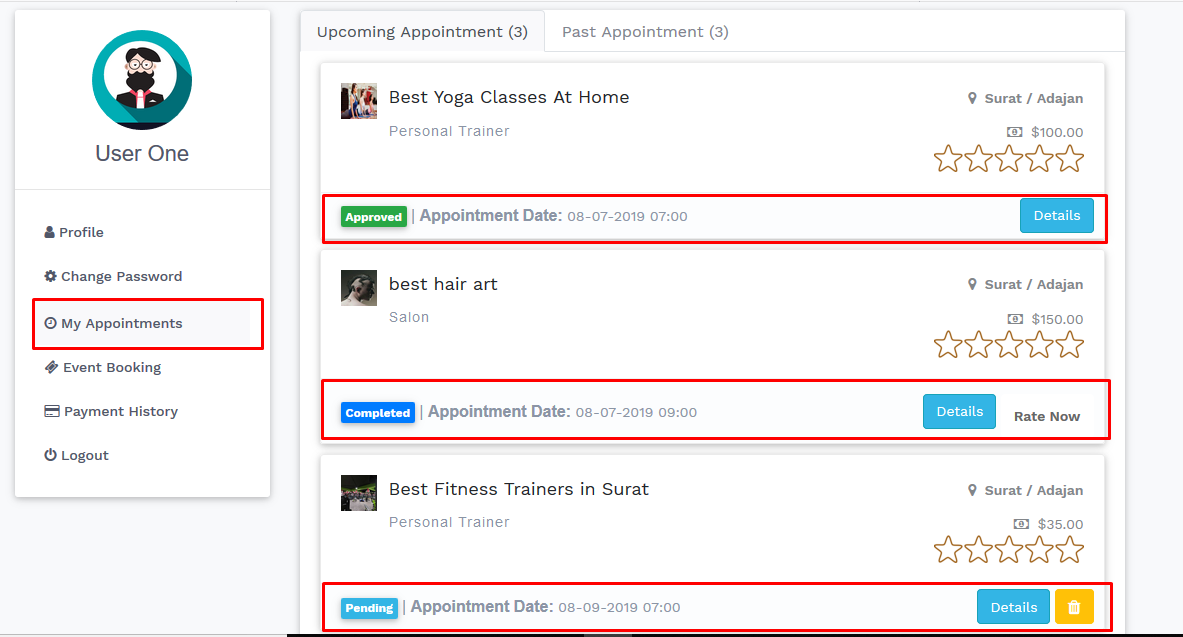 User One
Profile
Change Password
My Appointments
Event Booking
Payment History
Logout
Upcoming Appointment (3)
Past Appointment (3)
Best Yoga Classes At Home
Surat / Adajan
Personal Trainer
$100.00
Approved | Appointment Date: 08-07-2019 07:00
Details
best hair art
Surat / Adajan
Salon
$150.00
Completed | Appointment Date: 08-07-2019 09:00
Details
Rate Now
Best Fitness Trainers in Surat
Surat / Adajan
Personal Trainer
$35.00
Pending | Appointment Date: 08-09-2019 07:00
Details